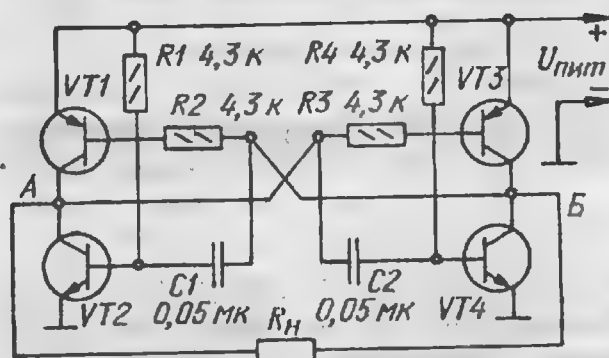 R1 4,3 к
R4 4,3 к
+
VT1
VT3
Uпит
−
R2 4,3 к
R3 4,3 к
А
Б
C1
0,05 мк
C2
0,05 мк
VT2
Rн
VT4